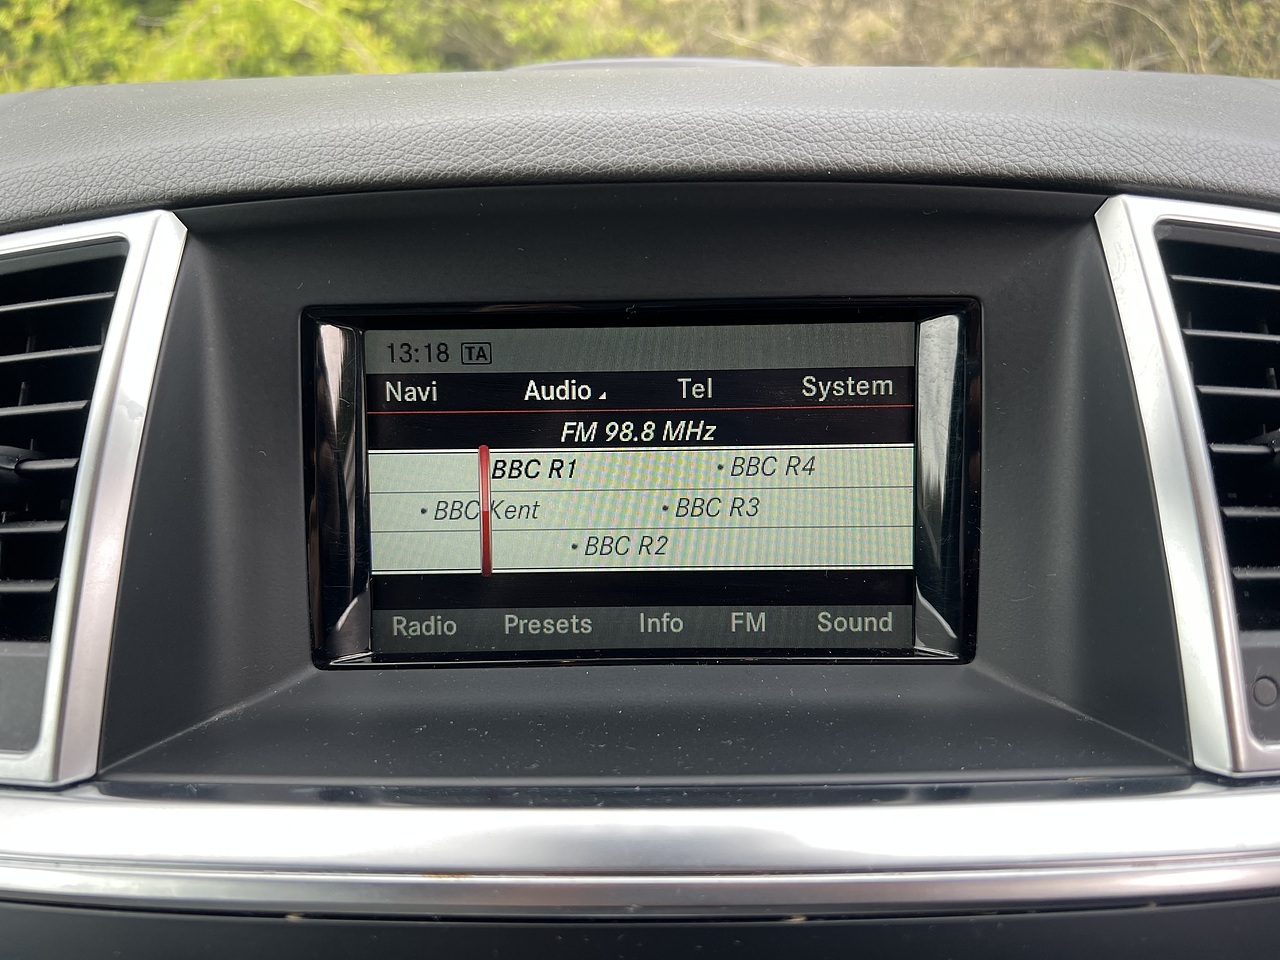 13:18 TA
Navi Audio Tel System
FM 98.8 MHz
BBC R1 • BBC R4
• BBC Kent • BBC R3
• BBC R2
Radio Presets Info FM Sound